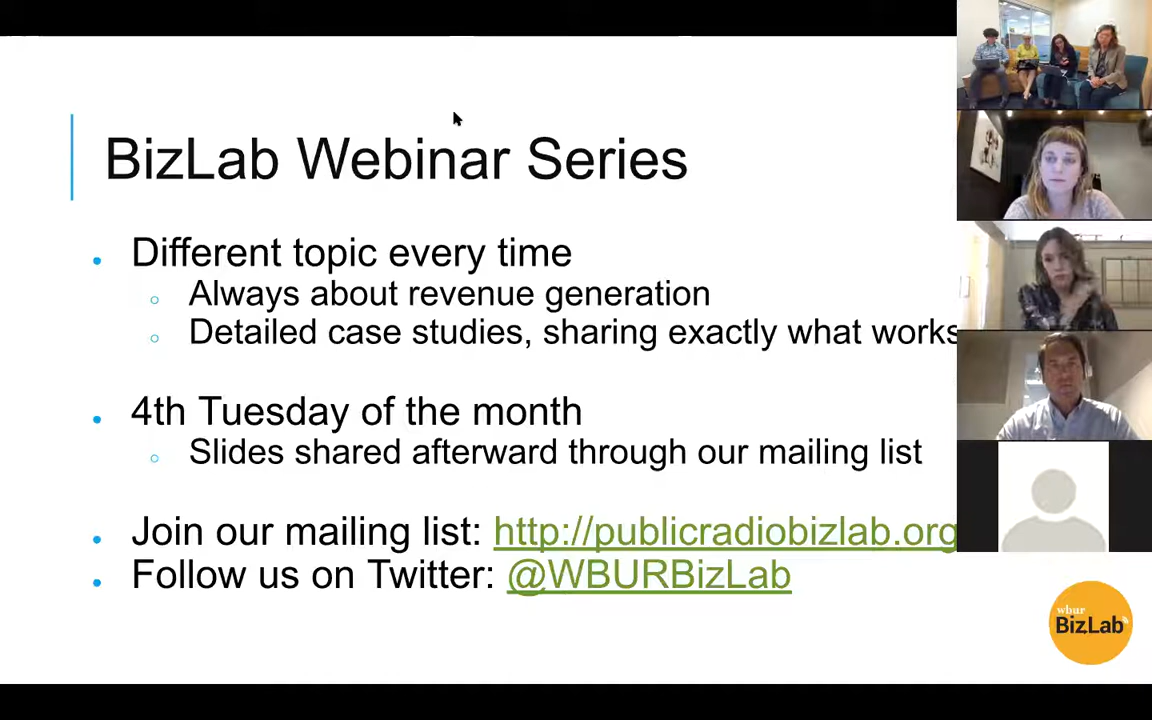 BizLab Webinar Series
Different topic every time
Always about revenue generation
Detailed case studies, sharing exactly what works
4th Tuesday of the month
Slides shared afterward through our mailing list
Join our mailing list: http://publicradiobizlab.org
Follow us on Twitter: @WBURBizLab
wbur
BizLab